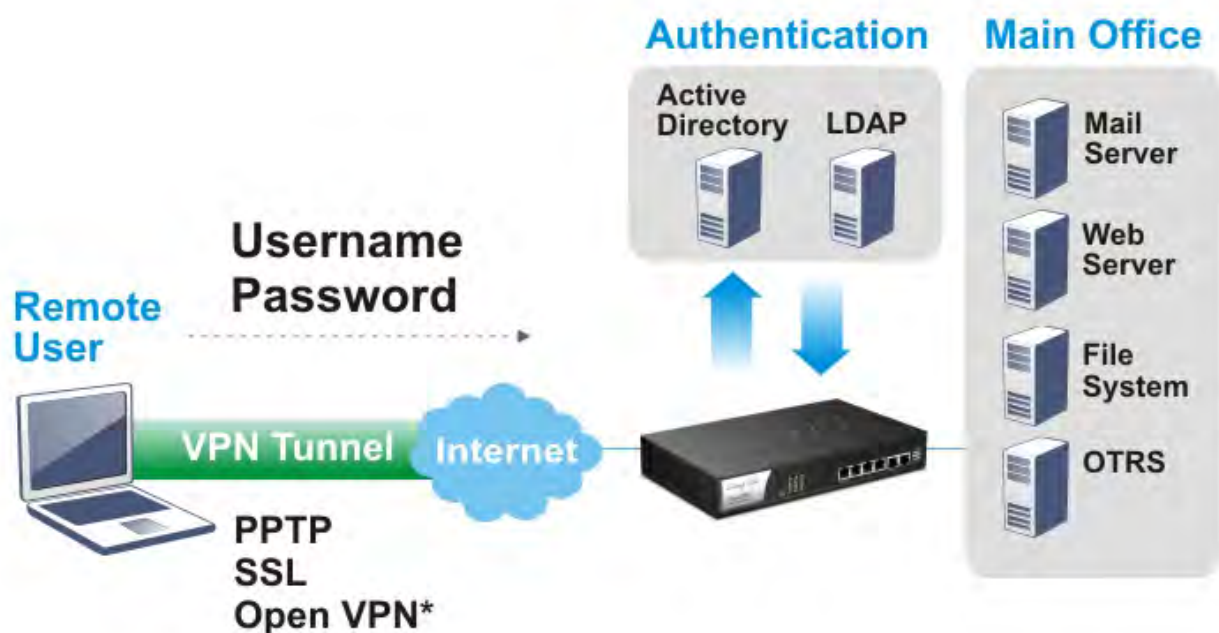 Authentication
Main Office
Active
Directory
LDAP
Mail
Server
Web
Server
File
System
OTRS
Username
Password
Remote
User
VPN Tunnel
Internet
PPTP
SSL
Open VPN*